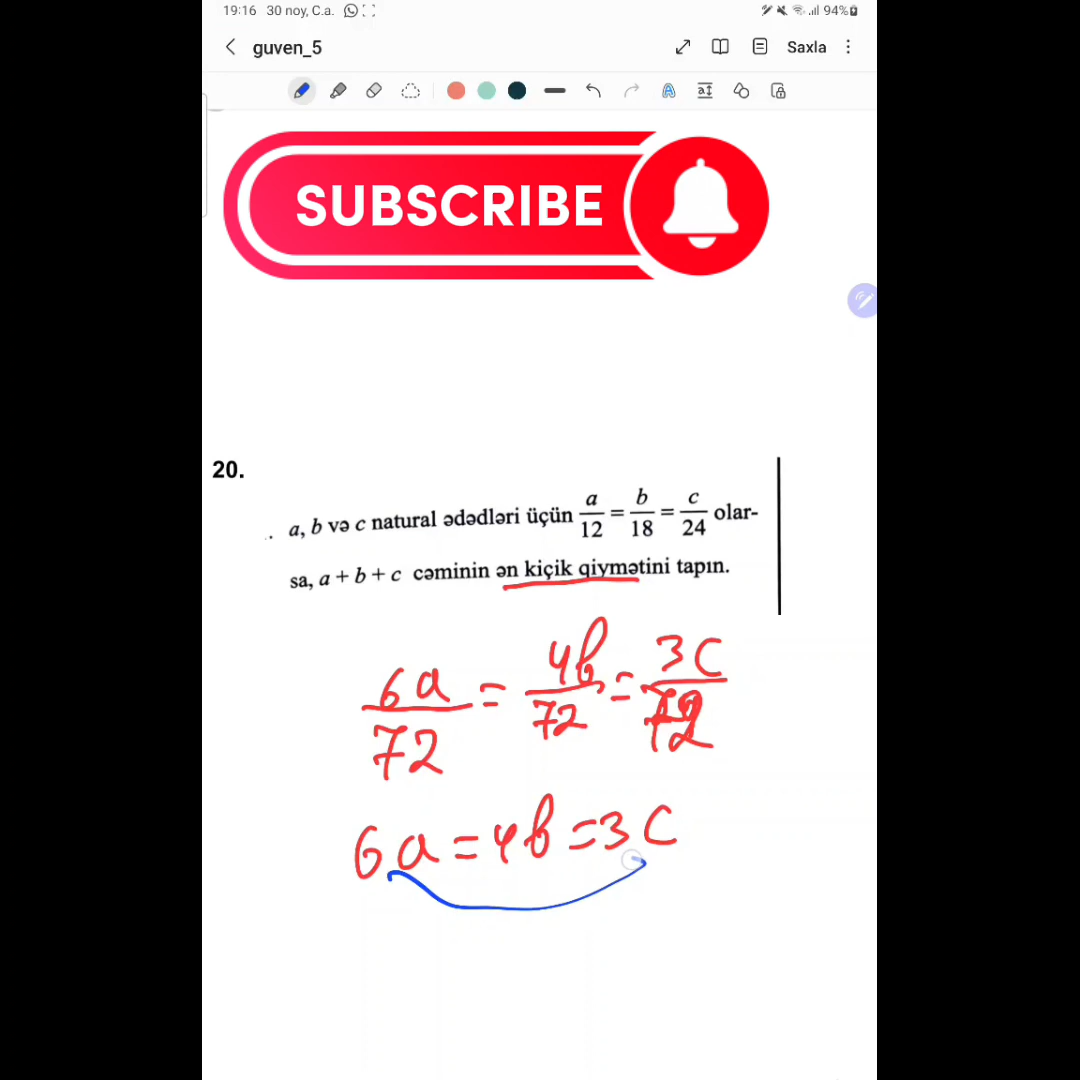 19:16 30 noy, C.a. 94%
guven_5 Saxla
SUBSCRIBE
20.
a, b və c natural ədədləri üçün a/12 = b/18 = c/24 olar-
sa, a + b + c cəminin ən kiçik qiymətini tapın.
6a/72 = 4b/72 = 3c/72
6a = 4b = 3c